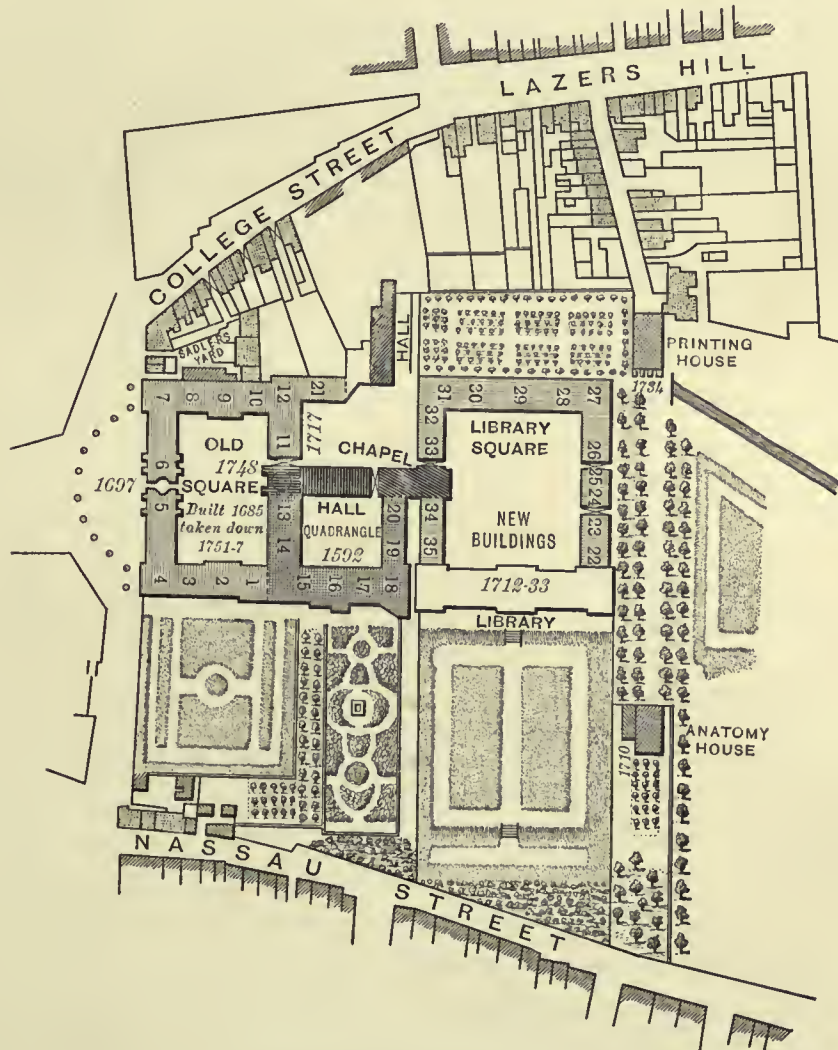 LAZERS HILL
COLLEGE STREET
SADLERS
YARD
HALL
PRINTING
HOUSE
1734
7
8
9
10
12
21
11
1717
31
30
29
28
27
32
33
26
25
24
23
22
OLD
1748
SQUARE
Built 1685
taken down
1751-7
1697
6
5
4
3
2
1
CHAPEL
LIBRARY
SQUARE
HALL
QUADRANGLE
1592
13
14
15
16
17
18
19
20
34
35
NEW
BUILDINGS
1712-33
LIBRARY
ANATOMY
HOUSE
1710
NASSAU STREET